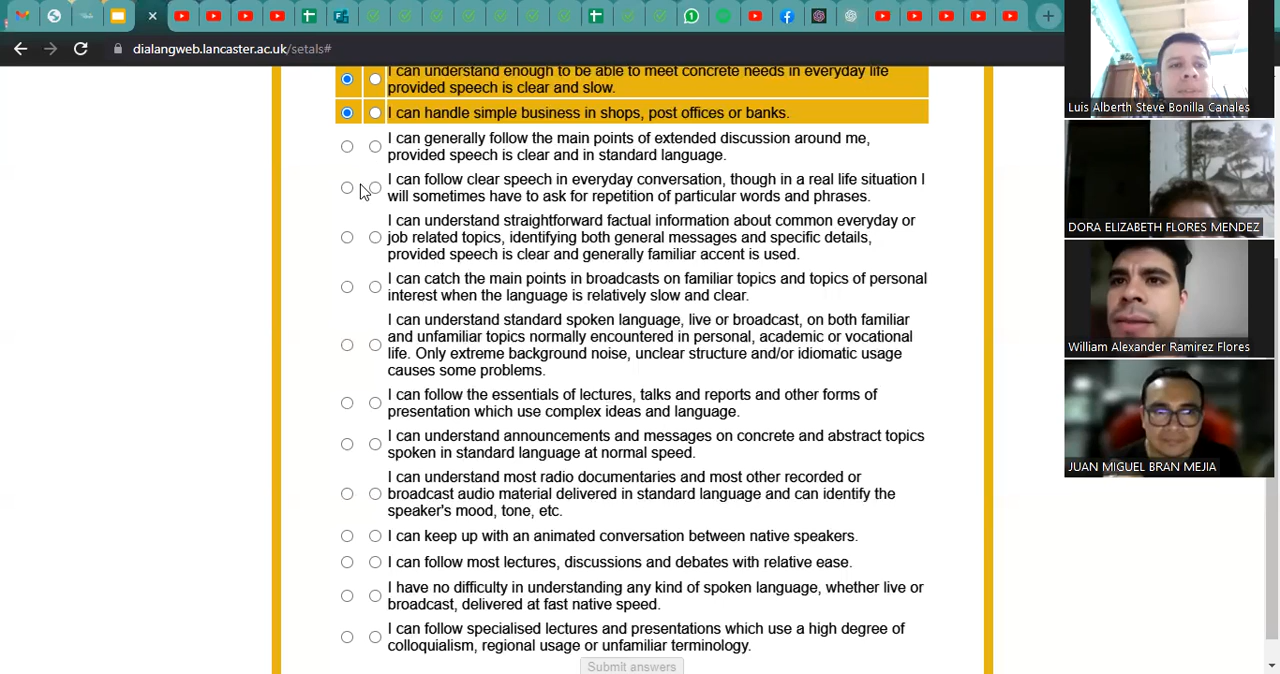 dialangweb.lancaster.ac.uk/setals#
I can understand enough to be able to meet concrete needs in everyday life
provided speech is clear and slow.
I can handle simple business in shops, post offices or banks.
I can generally follow the main points of extended discussion around me,
provided speech is clear and in standard language.
I can follow clear speech in everyday conversation, though in a real life situation I
will sometimes have to ask for repetition of particular words and phrases.
I can understand straightforward factual information about common everyday or
job related topics, identifying both general messages and specific details,
provided speech is clear and generally familiar accent is used.
I can catch the main points in broadcasts on familiar topics and topics of personal
interest when the language is relatively slow and clear.
I can understand standard spoken language, live or broadcast, on both familiar
and unfamiliar topics normally encountered in personal, academic or vocational
life. Only extreme background noise, unclear structure and/or idiomatic usage
causes some problems.
I can follow the essentials of lectures, talks and reports and other forms of
presentation which use complex ideas and language.
I can understand announcements and messages on concrete and abstract topics
spoken in standard language at normal speed.
I can understand most radio documentaries and most other recorded or
broadcast audio material delivered in standard language and can identify the
speaker's mood, tone, etc.
I can keep up with an animated conversation between native speakers.
I can follow most lectures, discussions and debates with relative ease.
I have no difficulty in understanding any kind of spoken language, whether live or
broadcast, delivered at fast native speed.
I can follow specialised lectures and presentations which use a high degree of
colloquialism, regional usage or unfamiliar terminology.
Submit answers
Luis Alberth Steve Bonilla Canales
DORA ELIZABETH FLORES MENDEZ
William Alexander Ramirez Flores
JUAN MIGUEL BRAN MEJIA